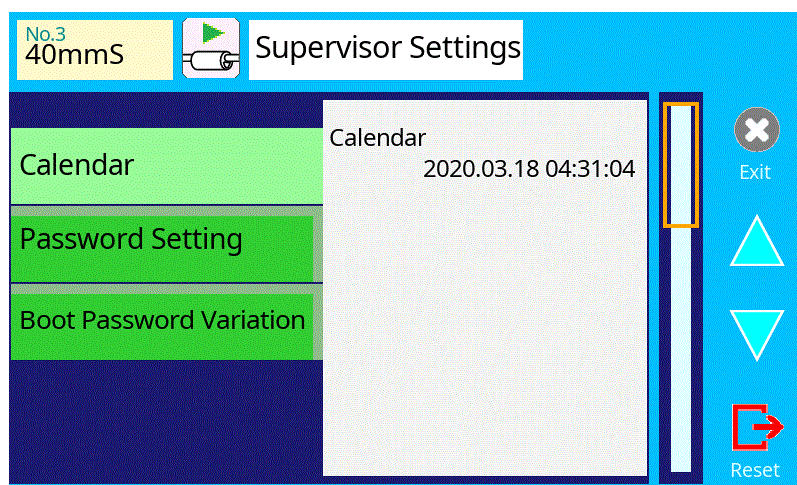 No.3
40mmS
Supervisor Settings
Calendar
Password Setting
Boot Password Variation
Calendar
2020.03.18 04:31:04
Exit
Reset